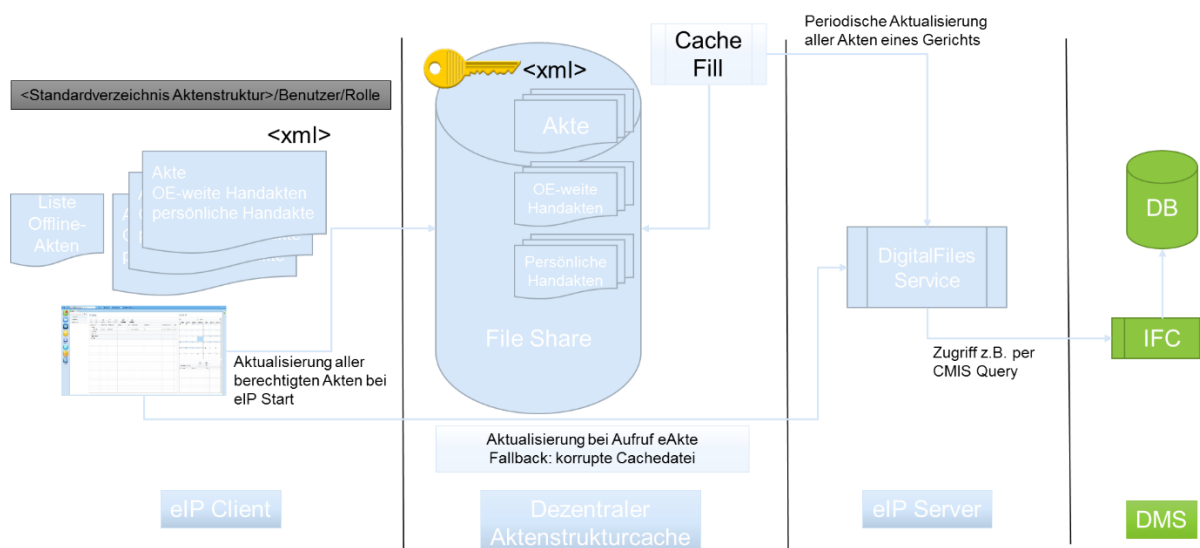 <Standardverzeichnis Aktenstruktur>/Benutzer/Rolle
<xml>
Akte
OE-weite Handakten
persönliche Handakte
Liste
Offline-
Akten
Aktualisierung aller
berechtigten Akten bei
eIP Start
eIP Client
<xml>
Akte
OE-weite
Handakten
Persönliche
Handakten
File Share
Cache
Fill
Aktualisierung bei Aufruf eAkte
Fallback: korrupte Cachedatei
Dezentraler
Aktenstrukturcache
Periodische Aktualisierung
aller Akten eines Gerichts
DigitalFiles
Service
Zugriff z.B. per
CMIS Query
eIP Server
DB
IFC
DMS